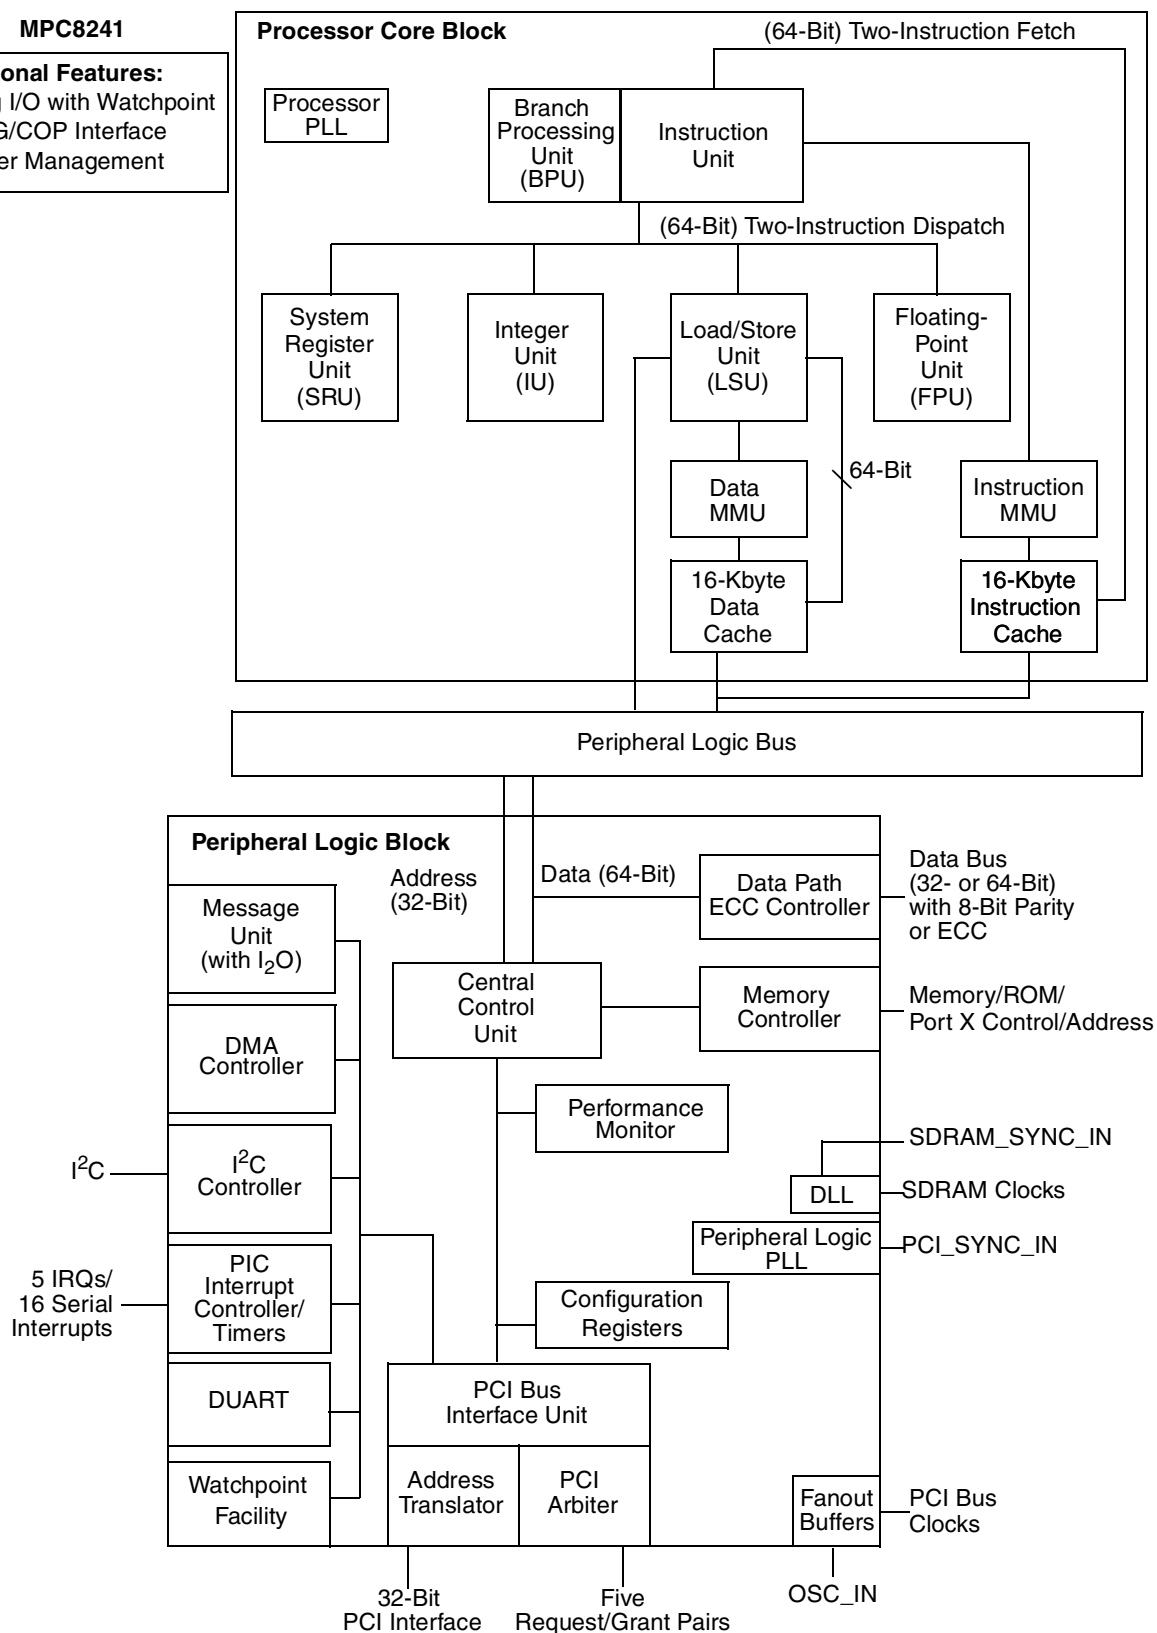 MPC8241
onal Features:
I/O with Watchpoint
G/COP Interface
er Management
Processor Core Block
(64-Bit) Two-Instruction Fetch
Processor
PLL
Branch
Processing
Unit
(BPU)
Instruction
Unit
(64-Bit) Two-Instruction Dispatch
System
Register
Unit
(SRU)
Integer
Unit
(IU)
Load/Store
Unit
(LSU)
Floating-
Point
Unit
(FPU)
64-Bit
Data
MMU
Instruction
MMU
16-Kbyte
Data
Cache
16-Kbyte
Instruction
Cache
Peripheral Logic Bus
Peripheral Logic Block
Address
(32-Bit)
Data (64-Bit)
Data Path
ECC Controller
Data Bus
(32- or 64-Bit)
with 8-Bit Parity
or ECC
Message
Unit
(with I2O)
Central
Control
Unit
Memory
Controller
Memory/ROM/
Port X Control/Address
DMA
Controller
Performance
Monitor
SDRAM_SYNC_IN
I²C
I²C
Controller
DLL
SDRAM Clocks
Peripheral Logic
PLL
PCI_SYNC_IN
5 IRQs/
16 Serial
Interrupts
PIC
Interrupt
Controller/
Timers
Configuration
Registers
DUART
PCI Bus
Interface Unit
Watchpoint
Facility
Address
Translator
PCI
Arbiter
Fanout
Buffers
PCI Bus
Clocks
32-Bit
PCI Interface
Five
Request/Grant Pairs
OSC_IN